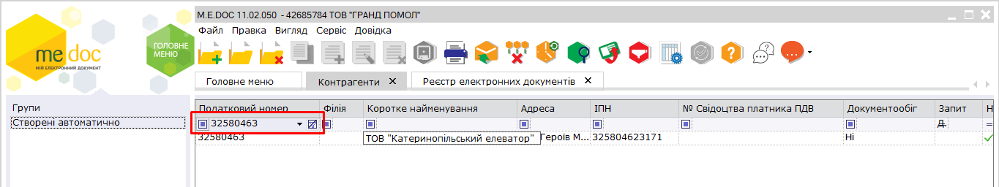 M.E.DOC 11.02.050 - 42685784 ТОВ "ГРАНД ПОМОЛ"
Файл Правка Вигляд Сервіс Довідка
me doc
МІЙ ЕЛЕКТРОННИЙ ДОКУМЕНТ
ГОЛОВНЕ
МЕНЮ
Головне меню Контрагенти Реєстр електронних документів
Групи
Створені автоматично
Податковий номер Філія Коротке найменування Адреса ІПН № Свідоцтва платника ПДВ Документообіг Запит Н
32580463 Д. =
32580463 ТОВ "Катеринопільський елеватор" Героїв М... 325804623171 Ні